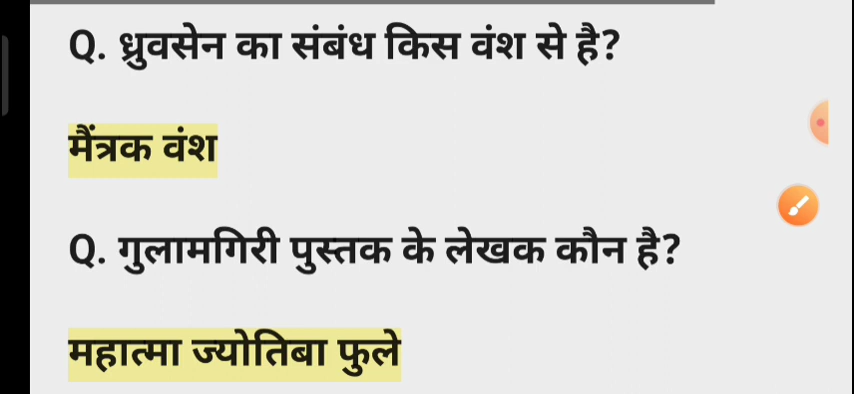 Q. ध्रुवसेन का संबंध किस वंश से है?
मैंत्रक वंश
Q. गुलामगिरी पुस्तक के लेखक कौन है?
महात्मा ज्योतिबा फुले